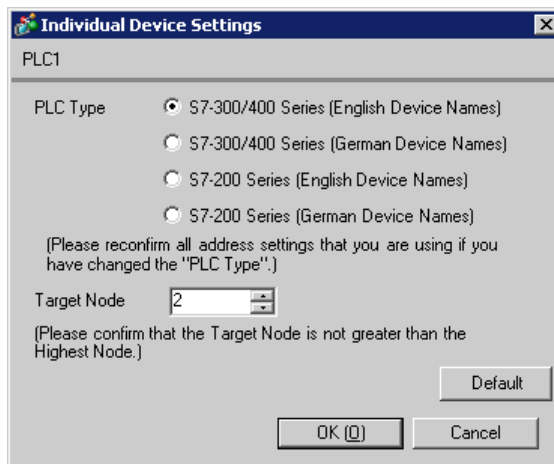 Individual Device Settings
PLC1
PLC Type
S7-300/400 Series (English Device Names)
S7-300/400 Series (German Device Names)
S7-200 Series (English Device Names)
S7-200 Series (German Device Names)
(Please reconfirm all address settings that you are using if you
have changed the "PLC Type".)
Target Node 2
(Please confirm that the Target Node is not greater than the
Highest Node.)
Default
OK (O) Cancel